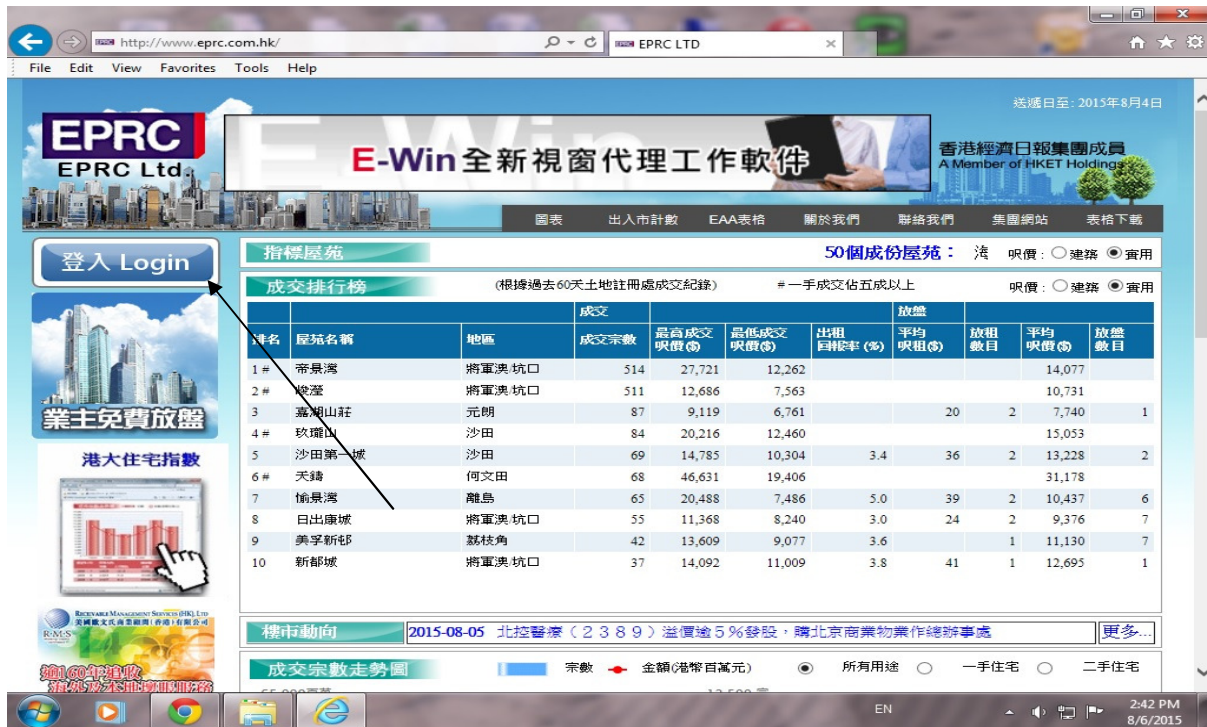 http://www.eprc.com.hk/
EPRC LTD
File Edit View Favorites Tools Help
送遞日至: 2015年8月4日
EPRC
EPRC Ltd.
E-Win 全新視窗代理工作軟件
香港經濟日報集團成員
A Member of HKET Holdings
圖表 出入市計數 EAA表格 關於我們 聯絡我們 集團網站 表格下載
登入 Login
指標屋苑 50個成份屋苑： 呎價 : 建築 實用
成交排行榜 (根據過去60天土地註冊處成交紀錄) #一手成交佔五成以上 呎價 : 建築 實用
成交 放盤
排名 屋苑名稱 地區 成交宗數 最高成交呎價($) 最低成交呎價($) 出租回報率 (%) 平均呎租($) 放租數目 平均呎價($) 放盤數目
1 # 帝景灣 將軍澳/坑口 514 27,721 12,262 14,077
2 # 峻瀅 將軍澳/坑口 511 12,686 7,563 10,731
3 嘉湖山莊 元朗 87 9,119 6,761 20 2 7,740 1
4 # 玖瓏山 沙田 84 20,216 12,460 15,053
5 沙田第一城 沙田 69 14,785 10,304 3.4 36 2 13,228 2
6 # 天鑄 何文田 68 46,631 19,406 31,178
7 愉景灣 離島 65 20,488 7,486 5.0 39 2 10,437 6
8 日出康城 將軍澳/坑口 55 11,368 8,240 3.0 24 2 9,376 7
9 美孚新邨 荔枝角 42 13,609 9,077 3.6 1 11,130 7
10 新都城 將軍澳/坑口 37 14,092 11,009 3.8 41 1 12,695 1
業主免費放盤
港大住宅指數
RECEIVABLE MANAGEMENT SERVICES (HK) LTD
R·M·S
逾160年追收
樓市動向 2015-08-05 北控醫療（２３８９）溢價逾５%發股，購北京商業物業作總辦事處 更多...
成交宗數走勢圖 宗數 金額(港幣百萬元) 所有用途 一手住宅 二手住宅
EN
2:42 PM
8/6/2015